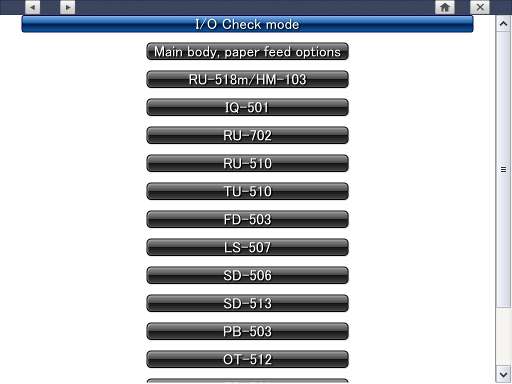 I/O Check mode
Main body, paper feed options
RU-518m/HM-103
IQ-501
RU-702
RU-510
TU-510
FD-503
LS-507
SD-506
SD-513
PB-503
OT-512